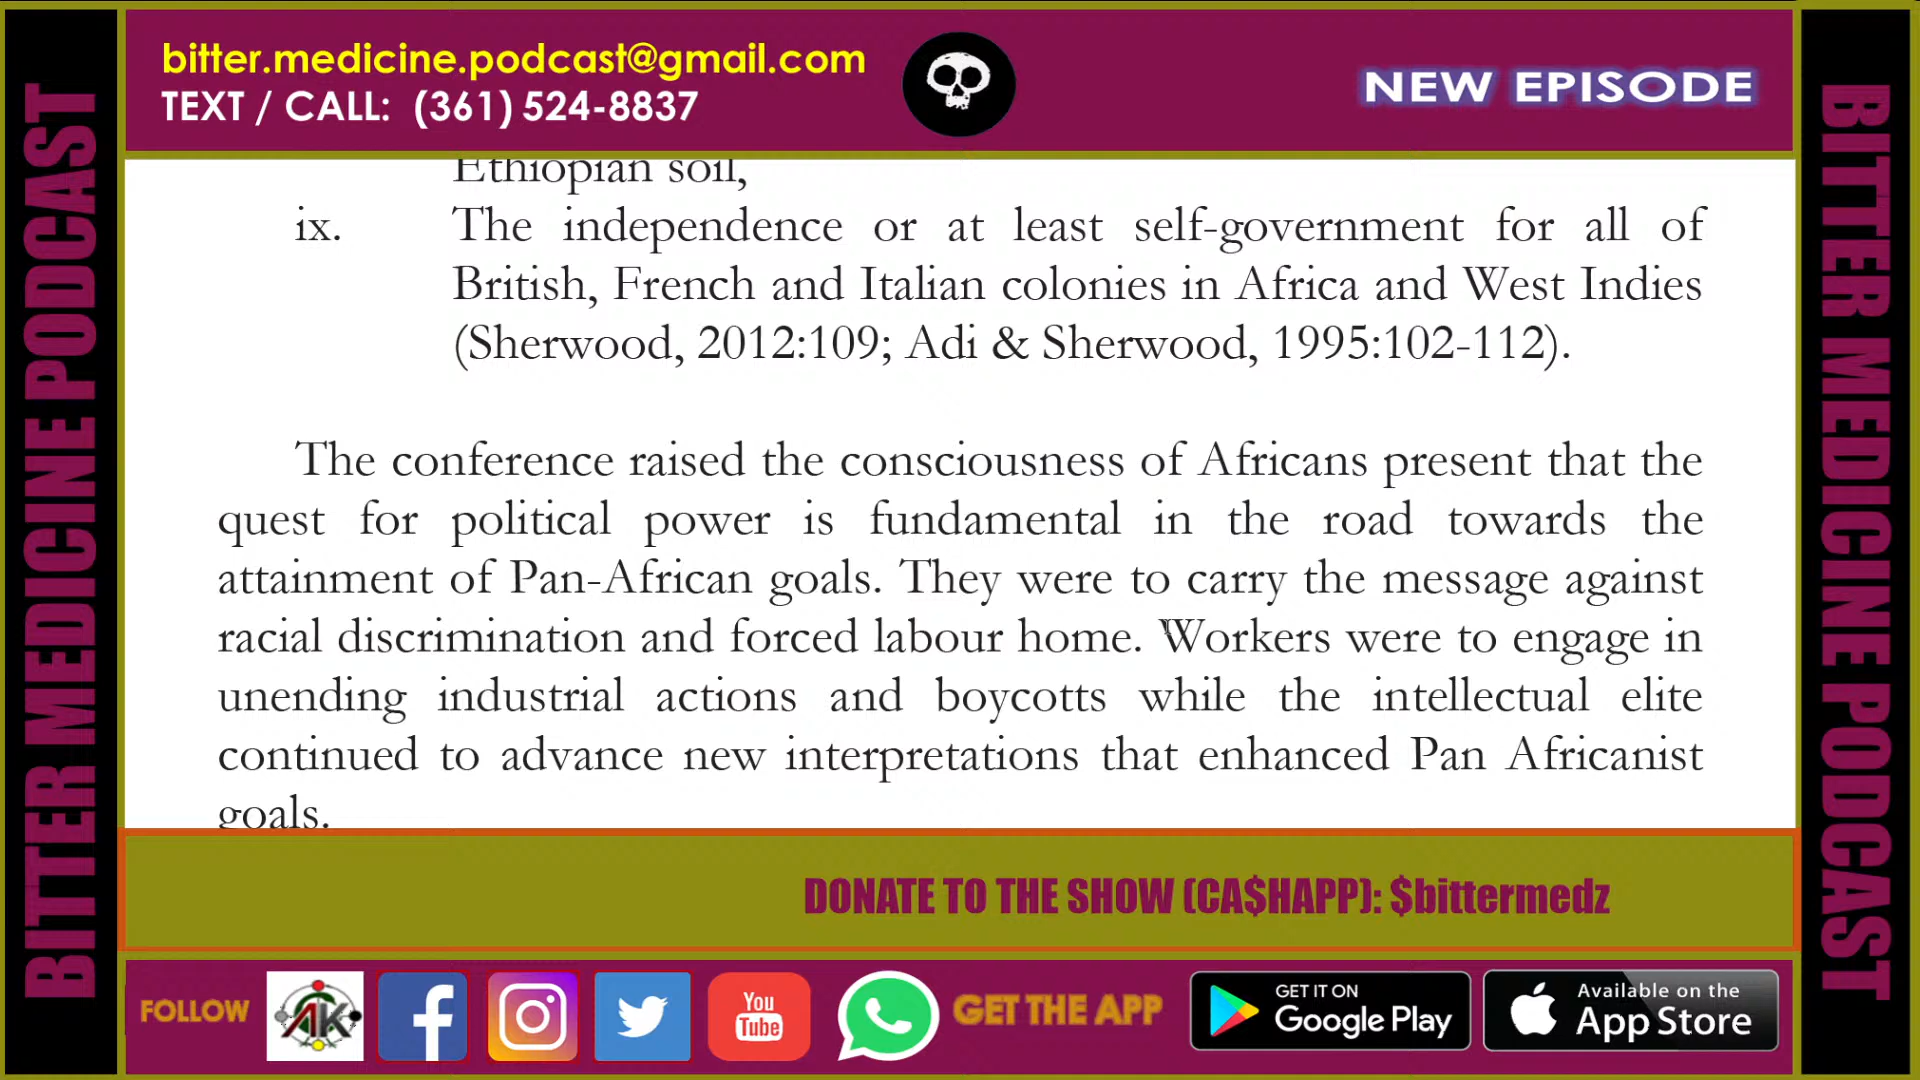 bitter.medicine.podcast@gmail.com
TEXT / CALL: (361) 524-8837
NEW EPISODE
BITTER MEDICINE PODCAST
Ethiopian soil,
ix. The independence or at least self-government for all of
British, French and Italian colonies in Africa and West Indies
(Sherwood, 2012:109; Adi & Sherwood, 1995:102-112).
The conference raised the consciousness of Africans present that the
quest for political power is fundamental in the road towards the
attainment of Pan-African goals. They were to carry the message against
racial discrimination and forced labour home. Workers were to engage in
unending industrial actions and boycotts while the intellectual elite
continued to advance new interpretations that enhanced Pan Africanist
goals.
BITTER MEDICINE PODCAST
DONATE TO THE SHOW (CA$HAPP): $bittermedz
FOLLOW
AK
You
Tube
GET THE APP
GET IT ON
Google Play
Available on the
App Store